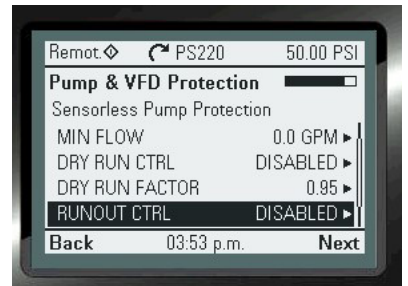 Remot. PS220 50.00 PSI
Pump & VFD Protection
Sensorless Pump Protection
MIN FLOW 0.0 GPM
DRY RUN CTRL DISABLED
DRY RUN FACTOR 0.95
RUNOUT CTRL DISABLED
Back 03:53 p.m. Next